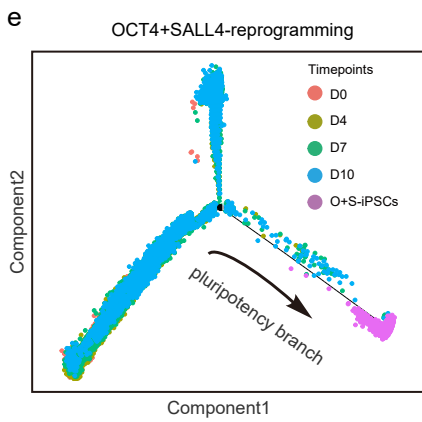 e
OCT4+SALL4-reprogramming
Timepoints
D0
D4
D7
D10
O+S-iPSCs
Component2
pluripotency branch
Component1